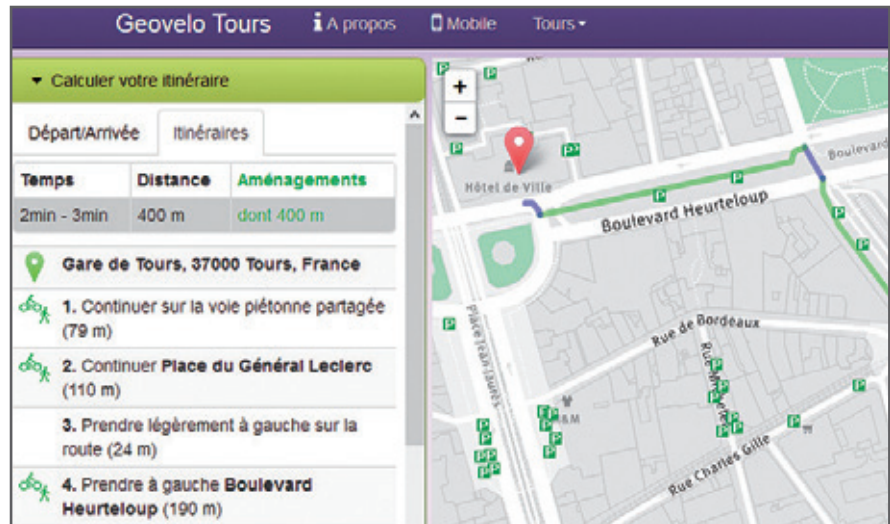 Geovelo Tours
A propos
Mobile
Tours
Calculer votre itinéraire
Départ/Arrivée
Itinéraires
Temps
Distance
Aménagements
2min - 3min
400 m
dont 400 m
Gare de Tours, 37000 Tours, France
1. Continuer sur la voie piétonne partagée
(79 m)
2. Continuer Place du Général Leclerc
(110 m)
3. Prendre légèrement à gauche sur la
route (24 m)
4. Prendre à gauche Boulevard
Heurteloup (190 m)
+
−
Hôtel de Ville
Boulevard
Boulevard Heurteloup
Place Jean Jaurès
Rue de Bordeaux
Rue Charles Gille